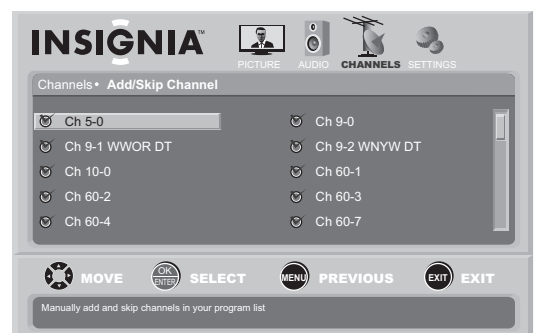 INSIGNIA™
PICTURE AUDIO CHANNELS SETTINGS
Channels• Add/Skip Channel
Ch 5-0 Ch 9-0
Ch 9-1 WWOR DT Ch 9-2 WNYW DT
Ch 10-0 Ch 60-1
Ch 60-2 Ch 60-3
Ch 60-4 Ch 60-7
MOVE OK ENTER SELECT MENU PREVIOUS EXIT EXIT
Manually add and skip channels in your program list